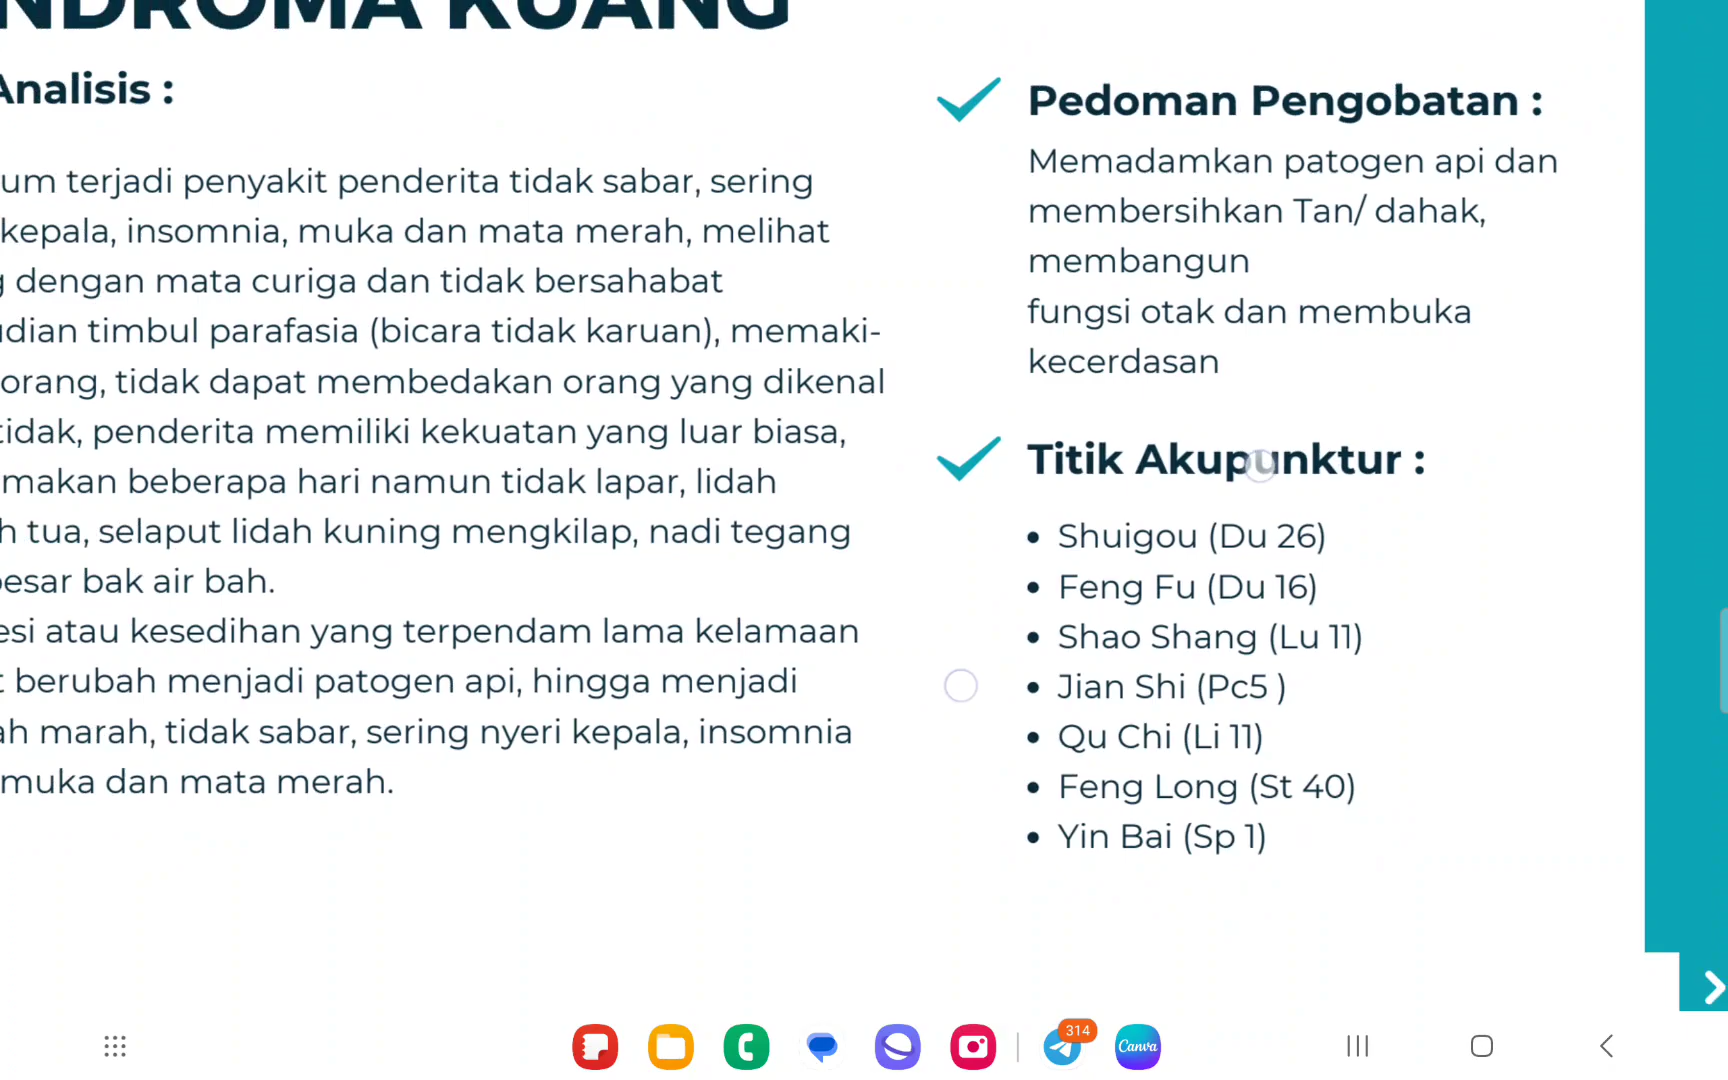 NDROMA KUANG
Analisis :
um terjadi penyakit penderita tidak sabar, sering
kepala, insomnia, muka dan mata merah, melihat
g dengan mata curiga dan tidak bersahabat
udian timbul parafasia (bicara tidak karuan), memaki-
orang, tidak dapat membedakan orang yang dikenal
tidak, penderita memiliki kekuatan yang luar biasa,
makan beberapa hari namun tidak lapar, lidah
h tua, selaput lidah kuning mengkilap, nadi tegang
besar bak air bah.
esi atau kesedihan yang terpendam lama kelamaan
t berubah menjadi patogen api, hingga menjadi
ah marah, tidak sabar, sering nyeri kepala, insomnia
muka dan mata merah.
Pedoman Pengobatan :
Memadamkan patogen api dan
membersihkan Tan/ dahak,
membangun
fungsi otak dan membuka
kecerdasan
Titik Akupunktur :
• Shuigou (Du 26)
• Feng Fu (Du 16)
• Shao Shang (Lu 11)
• Jian Shi (Pc5 )
• Qu Chi (Li 11)
• Feng Long (St 40)
• Yin Bai (Sp 1)
314
Canva